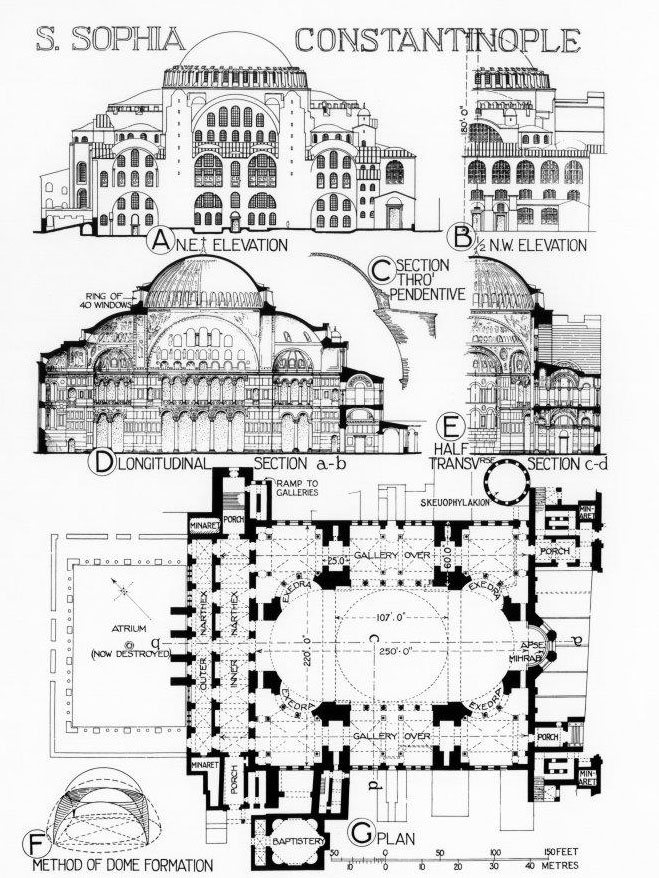 S. SOPHIA CONSTANTINOPLE
180'.0"
A N.E. ELEVATION
B ½ N.W. ELEVATION
RING OF
40 WINDOWS
C SECTION
THRO'
PENDENTIVE
D LONGITUDINAL SECTION a-b
E
HALF
TRANSVRSE SECTION c-d
RAMP TO
GALLERIES
SKEUOPHYLAKION
MINARET
PORCH
MIN-
ARET
PORCH
25.0'
GALLERY OVER
60.0'
EXEDRA
EXEDRA
ATRIUM
(NOW DESTROYED)
OUTER NARTHEX
INNER NARTHEX
107'.0"
220'.0"
250'.0"
c
b
a
APSE
MIHRAB
EXEDRA
EXEDRA
GALLERY OVER
PORCH
MINARET
PORCH
MIN-
ARET
d
BAPTISTERY
G PLAN
F
METHOD OF DOME FORMATION
50 10 0 50 100 150 FEET
10 0 10 20 30 40 METRES